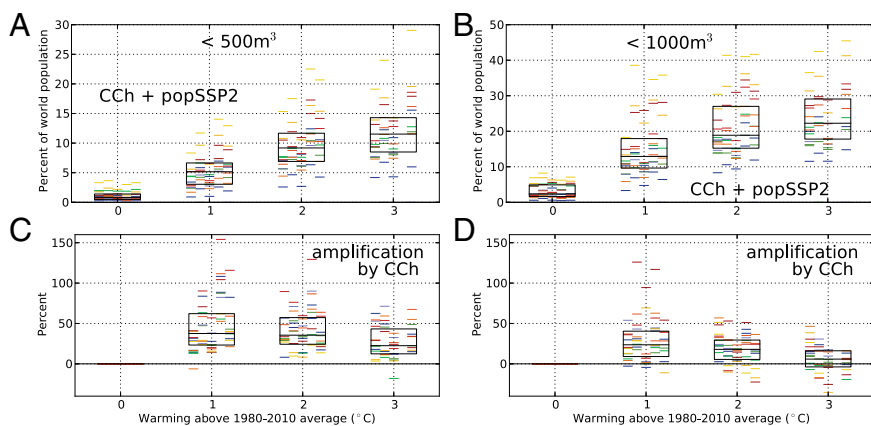 A
B
< 500m³
CCh + popSSP2
Percent of world population
30
25
20
15
10
5
0
0
1
2
3
< 1000m³
CCh + popSSP2
Percent of world population
50
40
30
20
10
0
0
1
2
3
C
D
amplification
by CCh
Percent
150
100
50
0
0
1
2
3
Warming above 1980–2010 average (°C)
amplification
by CCh
Percent
150
100
50
0
0
1
2
3
Warming above 1980–2010 average (°C)